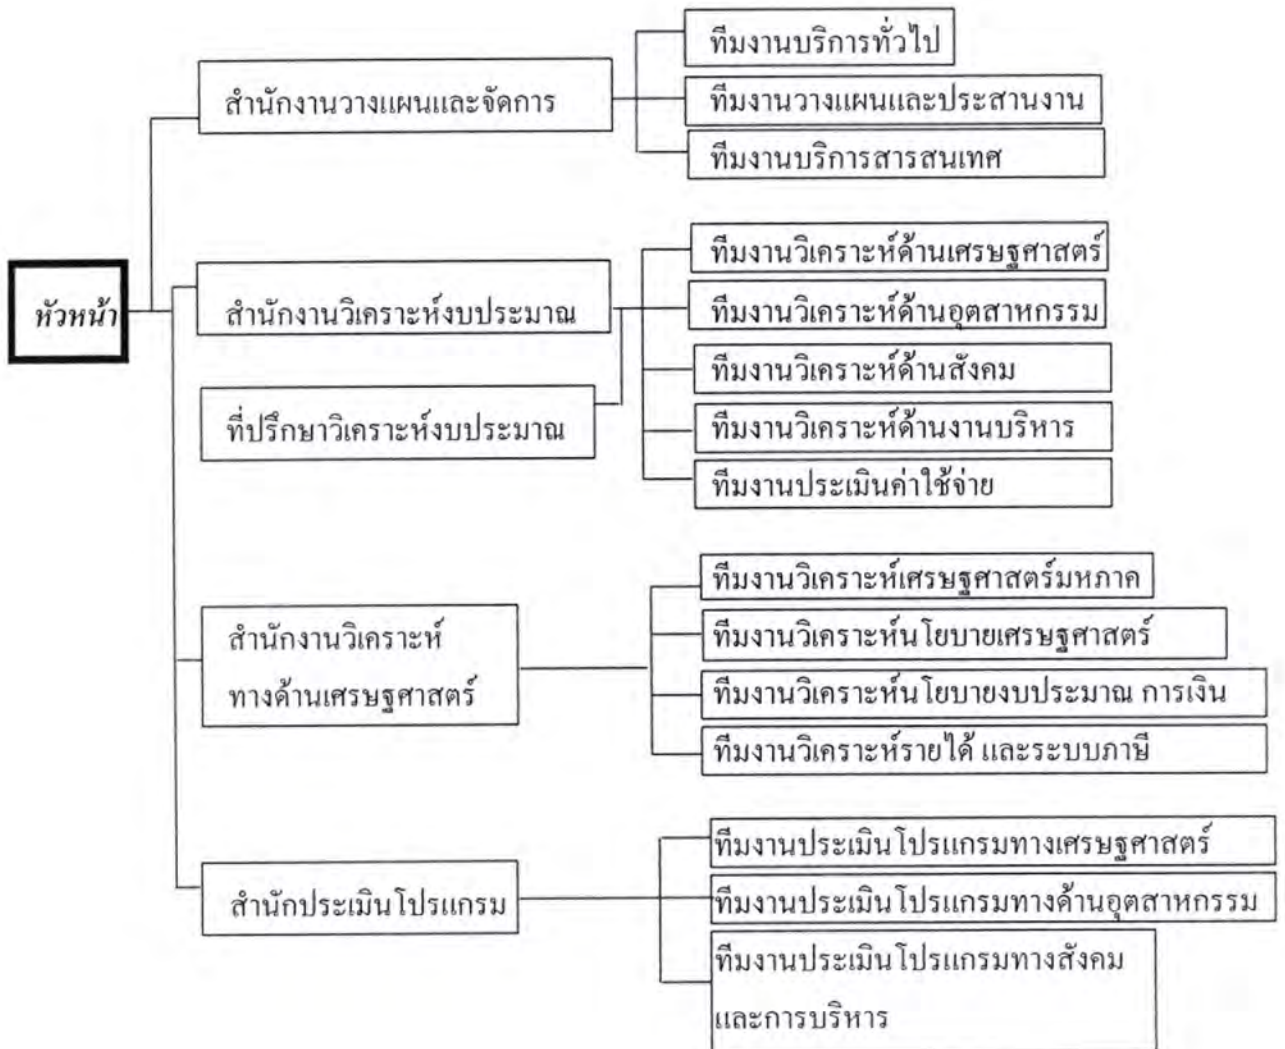 ทีมงานบริการทั่วไป
สำนักงานวางแผนและจัดการ
ทีมงานวางแผนและประสานงาน
ทีมงานบริการสารสนเทศ
หัวหน้า
ทีมงานวิเคราะห์ด้านเศรษฐศาสตร์
สำนักงานวิเคราะห์งบประมาณ
ทีมงานวิเคราะห์ด้านอุตสาหกรรม
ทีมงานวิเคราะห์ด้านสังคม
ที่ปรึกษาวิเคราะห์งบประมาณ
ทีมงานวิเคราะห์ด้านงานบริหาร
ทีมงานประเมินค่าใช้จ่าย
สำนักงานวิเคราะห์
ทางด้านเศรษฐศาสตร์
ทีมงานวิเคราะห์เศรษฐศาสตร์มหภาค
ทีมงานวิเคราะห์นโยบายเศรษฐศาสตร์
ทีมงานวิเคราะห์นโยบายงบประมาณ การเงิน
ทีมงานวิเคราะห์รายได้ และระบบภาษี
สำนักประเมินโปรแกรม
ทีมงานประเมินโปรแกรมทางเศรษฐศาสตร์
ทีมงานประเมินโปรแกรมทางด้านอุตสาหกรรม
ทีมงานประเมินโปรแกรมทางสังคม
และการบริหาร